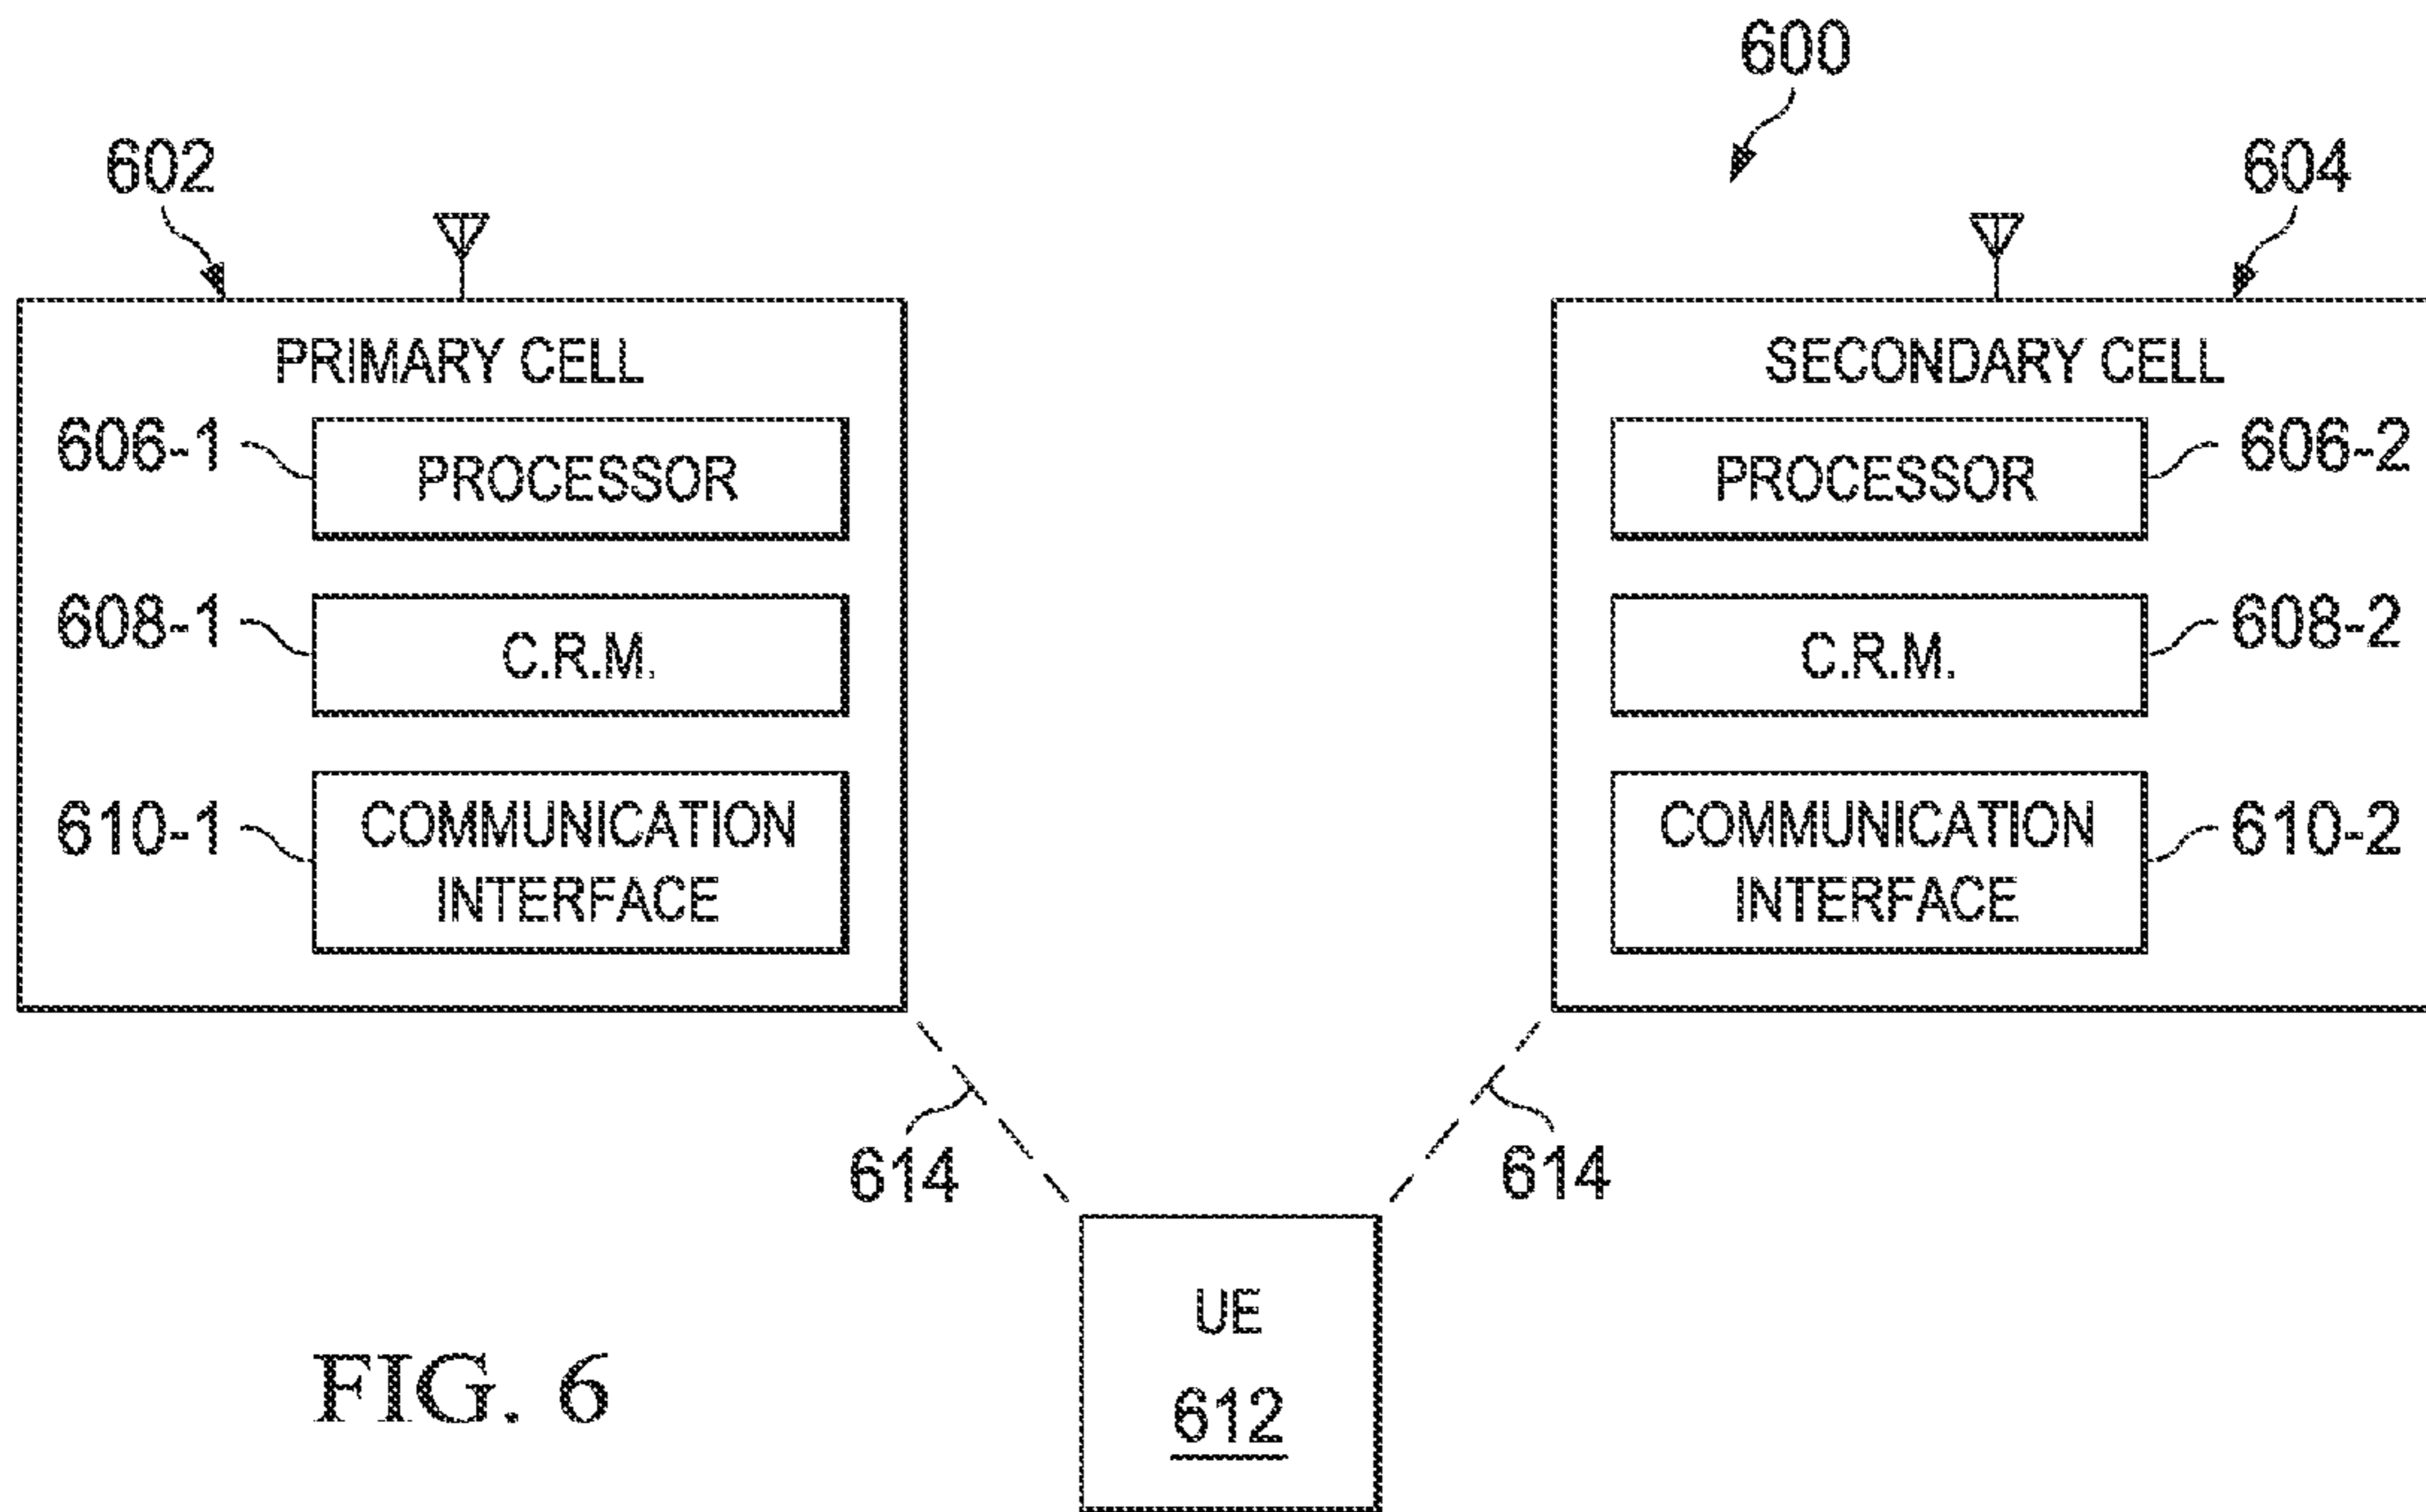 600
602
604
PRIMARY CELL
606-1
PROCESSOR
608-1
C.R.M.
610-1
COMMUNICATION
INTERFACE
SECONDARY CELL
PROCESSOR
606-2
C.R.M.
608-2
COMMUNICATION
INTERFACE
610-2
614
614
UE
612
FIG. 6